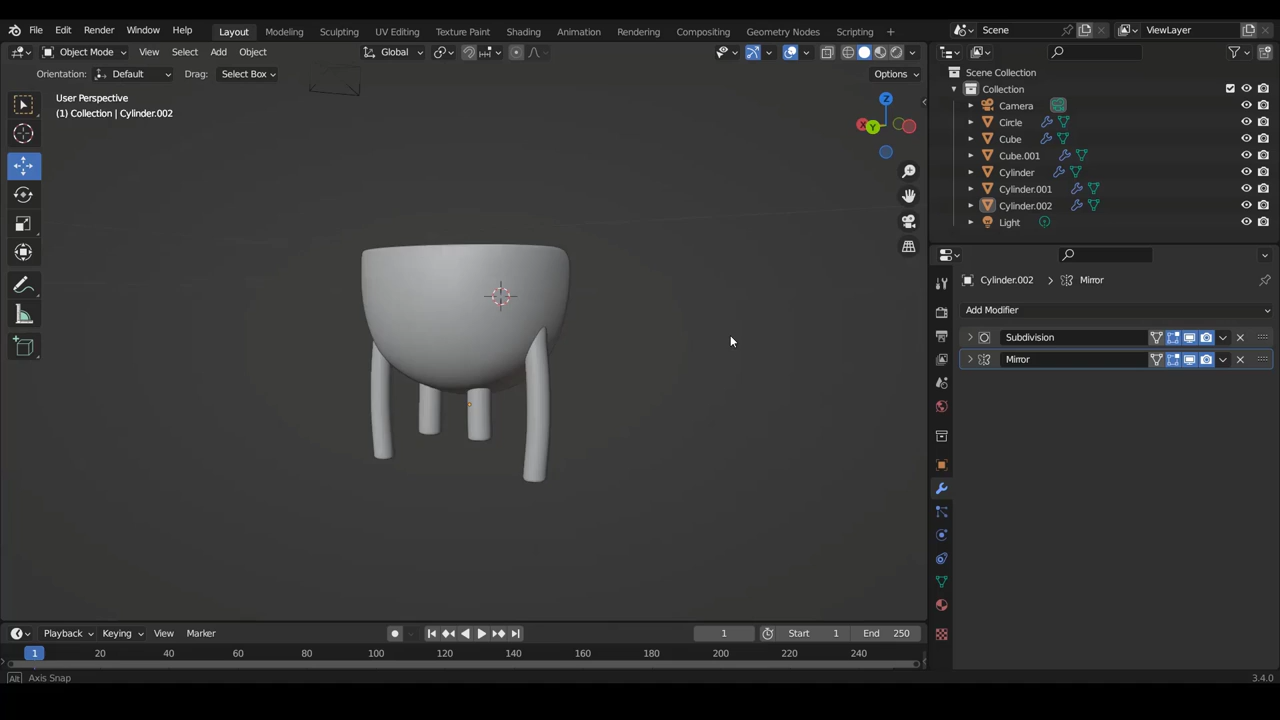 File Edit Render Window Help Layout Modeling Sculpting UV Editing Texture Paint Shading Animation Rendering Compositing Geometry Nodes Scripting Scene ViewLayer
Object Mode View Select Add Object Global
Orientation: Default Drag: Select Box Options
User Perspective
(1) Collection | Cylinder.002
X Y Z
Scene Collection
Collection
Camera
Circle
Cube
Cube.001
Cylinder
Cylinder.001
Cylinder.002
Light
Cylinder.002 > Mirror
Add Modifier
Subdivision
Mirror
Playback Keying View Marker 1 Start 1 End 250
1 20 40 60 80 100 120 140 160 180 200 220 240
Alt Axis Snap 3.4.0